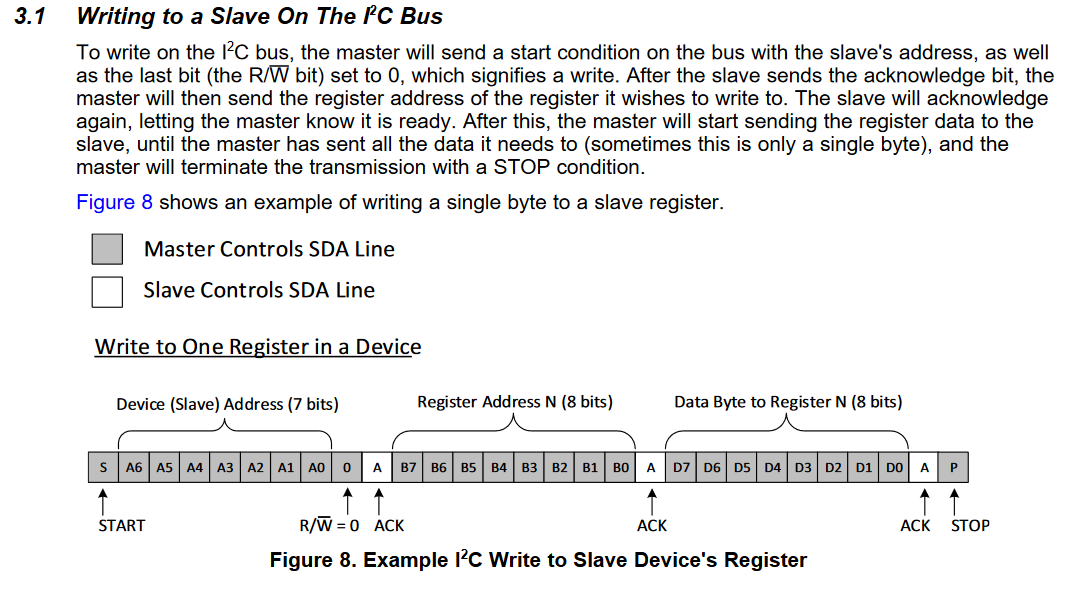 3.1 Writing to a Slave On The I²C Bus
To write on the I²C bus, the master will send a start condition on the bus with the slave's address, as well
as the last bit (the R/W̅ bit) set to 0, which signifies a write. After the slave sends the acknowledge bit, the
master will then send the register address of the register it wishes to write to. The slave will acknowledge
again, letting the master know it is ready. After this, the master will start sending the register data to the
slave, until the master has sent all the data it needs to (sometimes this is only a single byte), and the
master will terminate the transmission with a STOP condition.
Figure 8 shows an example of writing a single byte to a slave register.
Master Controls SDA Line
Slave Controls SDA Line
Write to One Register in a Device
Device (Slave) Address (7 bits) Register Address N (8 bits) Data Byte to Register N (8 bits)
S A6 A5 A4 A3 A2 A1 A0 0 A B7 B6 B5 B4 B3 B2 B1 B0 A D7 D6 D5 D4 D3 D2 D1 D0 A P
START R/W̅ = 0 ACK ACK ACK STOP
Figure 8. Example I²C Write to Slave Device's Register